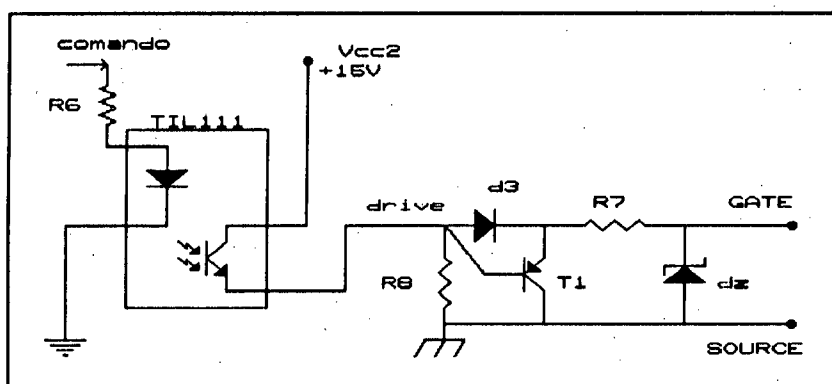 comando
Vcc2
+15V
R6
TIL111
drive
d3
R7
GATE
R8
T1
dz
SOURCE